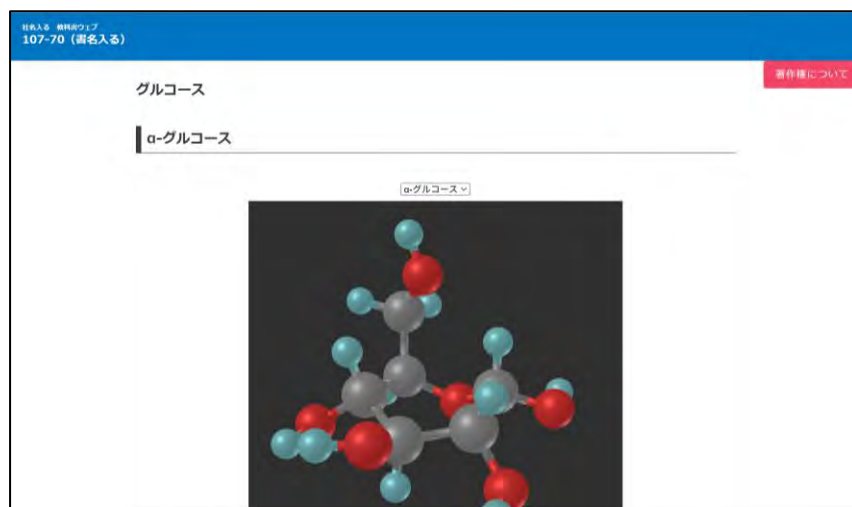 社名入る 教科書ウェブ
107-70（書名入る）
著作権について
グルコース
α-グルコース
α-グルコース